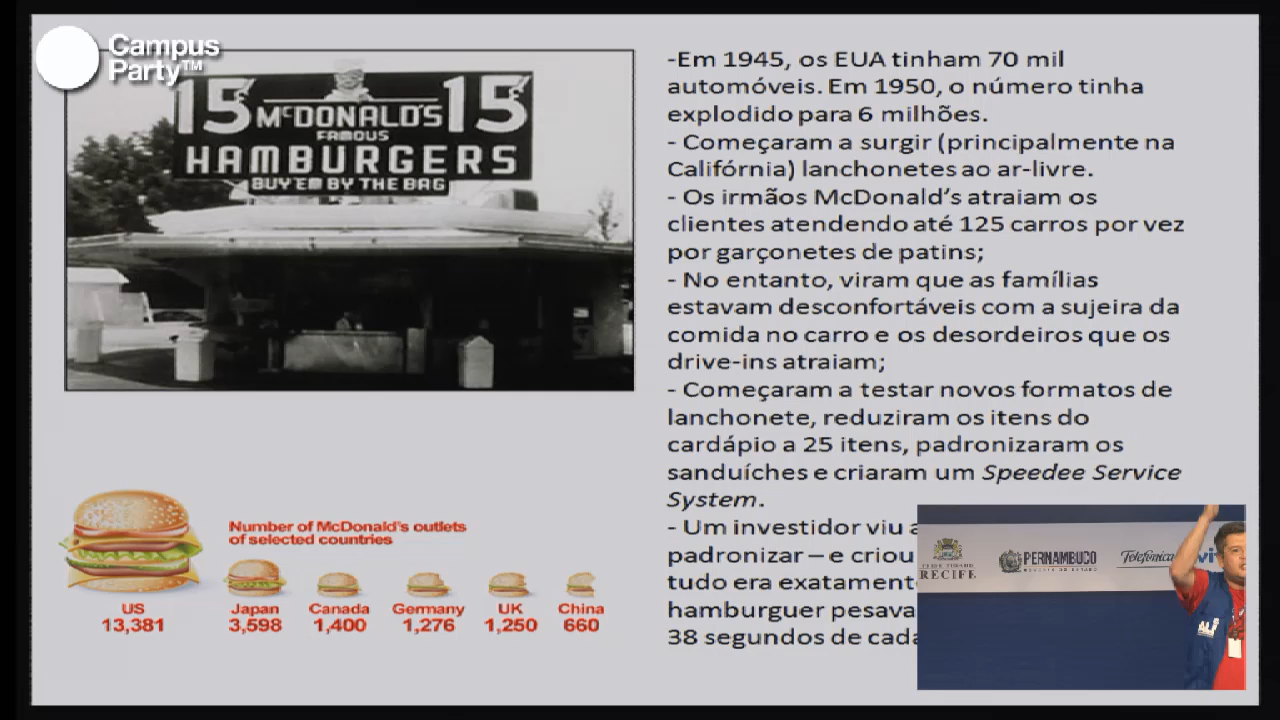 Campus
Party™
15¢ McDONALD'S 15¢
FAMOUS
HAMBURGERS
BUY'EM BY THE BAG
-Em 1945, os EUA tinham 70 mil
automóveis. Em 1950, o número tinha
explodido para 6 milhões.
- Começaram a surgir (principalmente na
Califórnia) lanchonetes ao ar-livre.
- Os irmãos McDonald's atraiam os
clientes atendendo até 125 carros por vez
por garçonetes de patins;
- No entanto, viram que as famílias
estavam desconfortáveis com a sujeira da
comida no carro e os desordeiros que os
drive-ins atraiam;
- Começaram a testar novos formatos de
lanchonete, reduziram os itens do
cardápio a 25 itens, padronizaram os
sanduíches e criaram um Speedee Service
System.
- Um investidor viu a
padronizar – e criou
tudo era exatament
hamburguer pesava
38 segundos de cada
Number of McDonald's outlets
of selected countries
US
13,381
Japan
3,598
Canada
1,400
Germany
1,276
UK
1,250
China
660
RECIFE
PERNAMBUCO
Telefónica